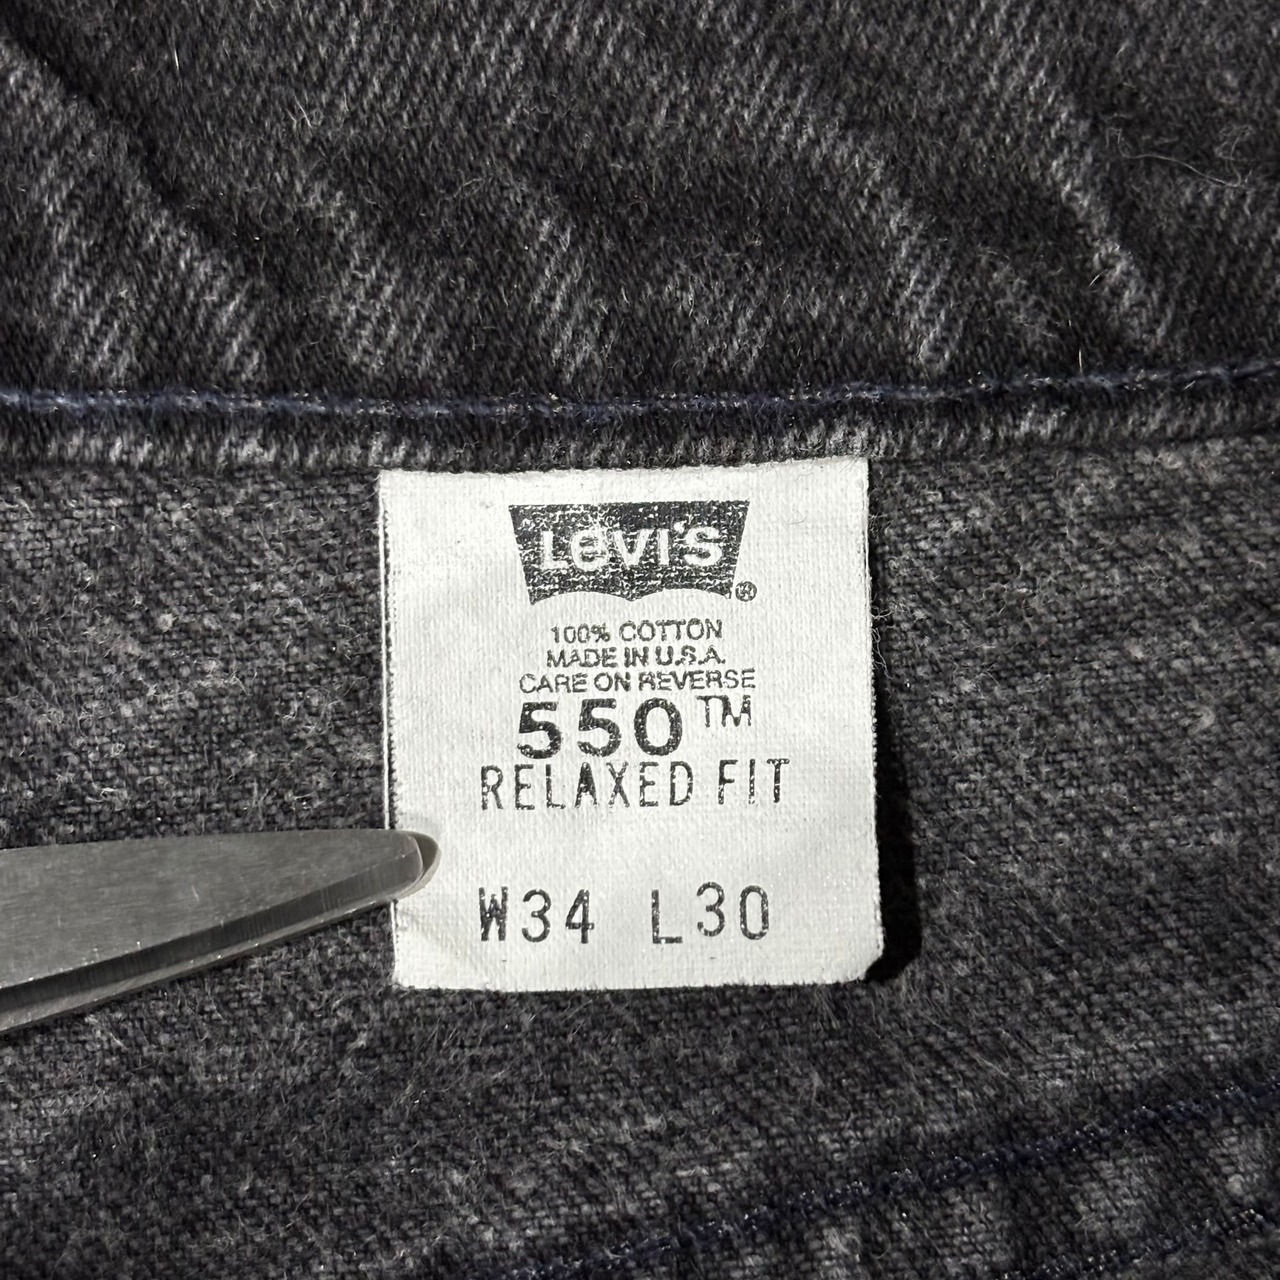 Levi's®
100% COTTON
MADE IN U.S.A.
CARE ON REVERSE
550™
RELAXED FIT
W34 L30